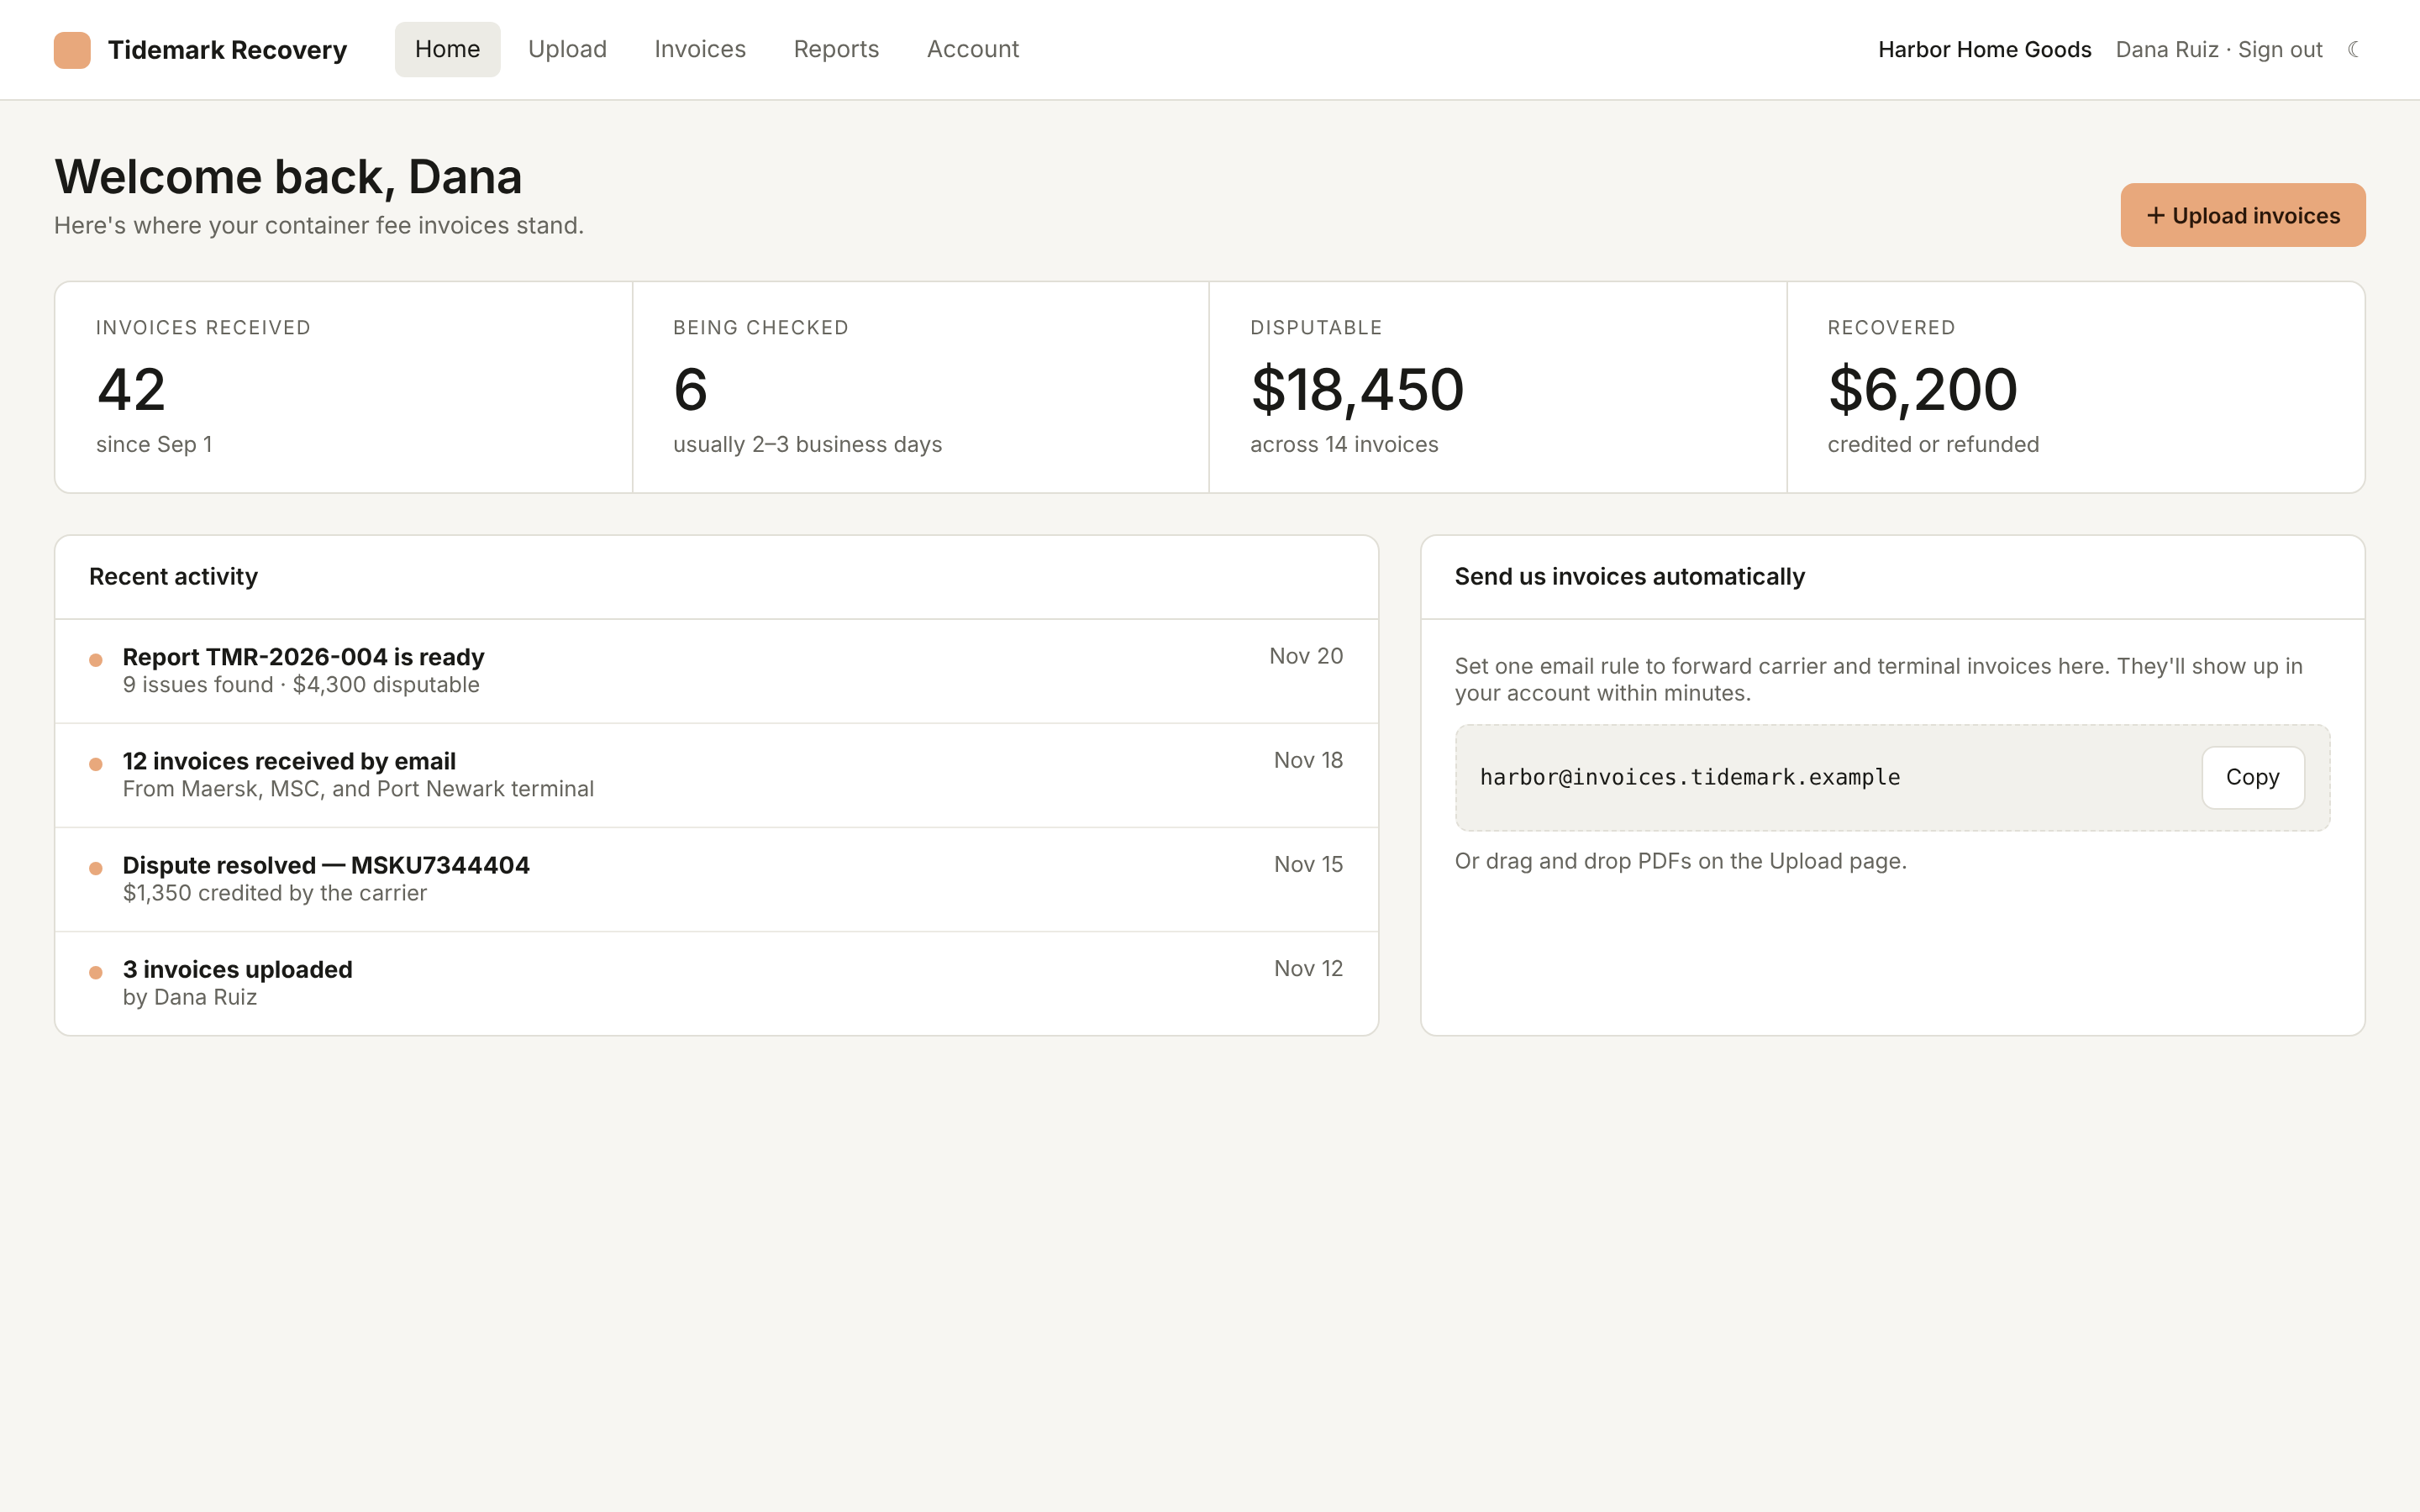 Tidemark Recovery
Home
Upload
Invoices
Reports
Account
Harbor Home Goods
Dana Ruiz · Sign out
Welcome back, Dana
Here's where your container fee invoices stand.
+ Upload invoices
INVOICES RECEIVED
42
since Sep 1
BEING CHECKED
6
usually 2–3 business days
DISPUTABLE
$18,450
across 14 invoices
RECOVERED
$6,200
credited or refunded
Recent activity
Report TMR-2026-004 is ready
Nov 20
9 issues found · $4,300 disputable
12 invoices received by email
Nov 18
From Maersk, MSC, and Port Newark terminal
Dispute resolved — MSKU7344404
Nov 15
$1,350 credited by the carrier
3 invoices uploaded
Nov 12
by Dana Ruiz
Send us invoices automatically
Set one email rule to forward carrier and terminal invoices here. They'll show up in
your account within minutes.
harbor@invoices.tidemark.example
Copy
Or drag and drop PDFs on the Upload page.